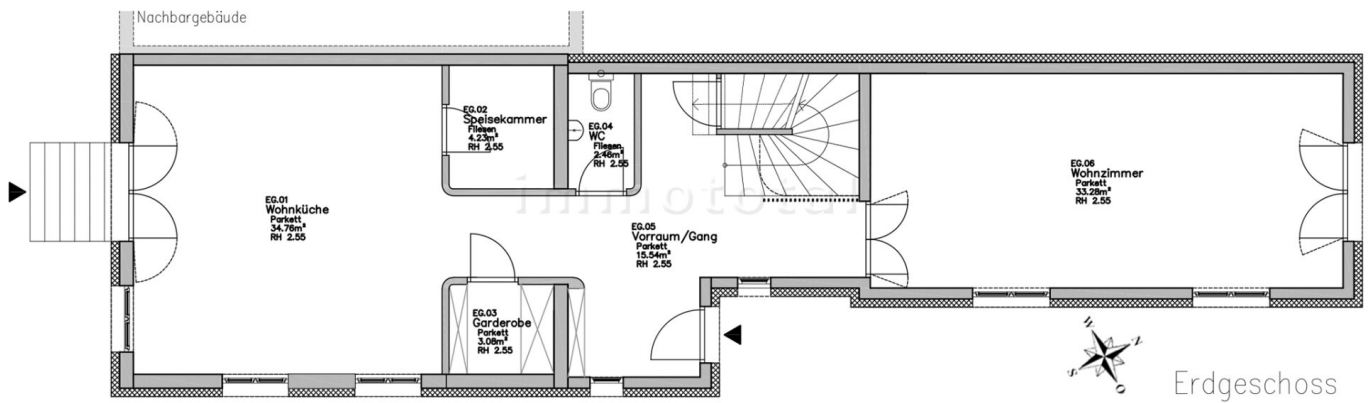 Nachbargebäude
EG.02
Speisekammer
Fliesen
4.23m²
RH 2.55
EG.04
WC
Fliesen
2.46m²
RH 2.55
EG.06
Wohnzimmer
Parkett
33.28m²
RH 2.55
immototal
EG.01
Wohnküche
Parkett
34.76m²
RH 2.55
EG.05
Vorraum/Gang
Parkett
15.54m²
RH 2.55
EG.03
Garderobe
Parkett
3.08m²
RH 2.55
W N
S O
Erdgeschoss